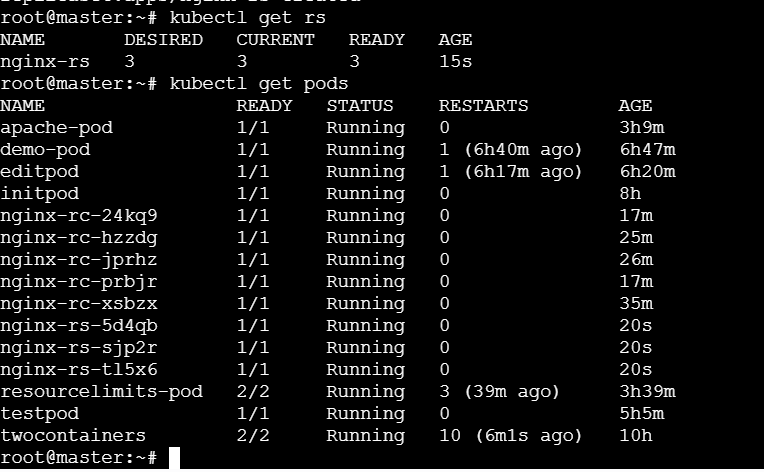 root@master:~# kubectl get rs
NAME DESIRED CURRENT READY AGE
nginx-rs 3 3 3 15s
root@master:~# kubectl get pods
NAME READY STATUS RESTARTS AGE
apache-pod 1/1 Running 0 3h9m
demo-pod 1/1 Running 1 (6h40m ago) 6h47m
editpod 1/1 Running 1 (6h17m ago) 6h20m
initpod 1/1 Running 0 8h
nginx-rc-24kq9 1/1 Running 0 17m
nginx-rc-hzzdg 1/1 Running 0 25m
nginx-rc-jprhz 1/1 Running 0 26m
nginx-rc-prbjr 1/1 Running 0 17m
nginx-rc-xsbzx 1/1 Running 0 35m
nginx-rs-5d4qb 1/1 Running 0 20s
nginx-rs-sjp2r 1/1 Running 0 20s
nginx-rs-tl5x6 1/1 Running 0 20s
resourcelimits-pod 2/2 Running 3 (39m ago) 3h39m
testpod 1/1 Running 0 5h5m
twocontainers 2/2 Running 10 (6m1s ago) 10h
root@master:~#